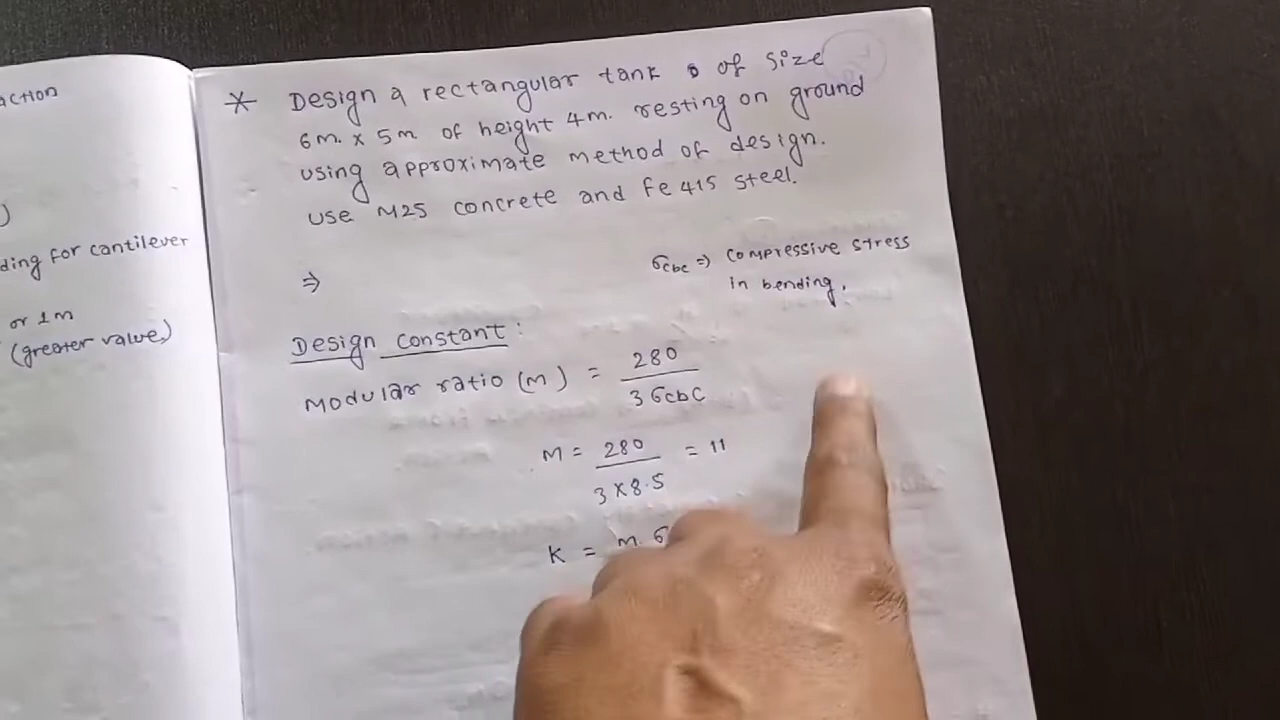 action
)
ding for cantilever
or 1m
(greater value)
* Design a rectangular tank of size
6m. x 5m of height 4m. resting on ground
using approximate method of design.
use M25 concrete and Fe 415 steel.
⇒
σcbc ⇒ compressive stress
in bending.
Design constant:
Modular ratio (m) = 280 / 3 σcbc
M = 280 / 3 x 8.5 = 11
K = m. σ